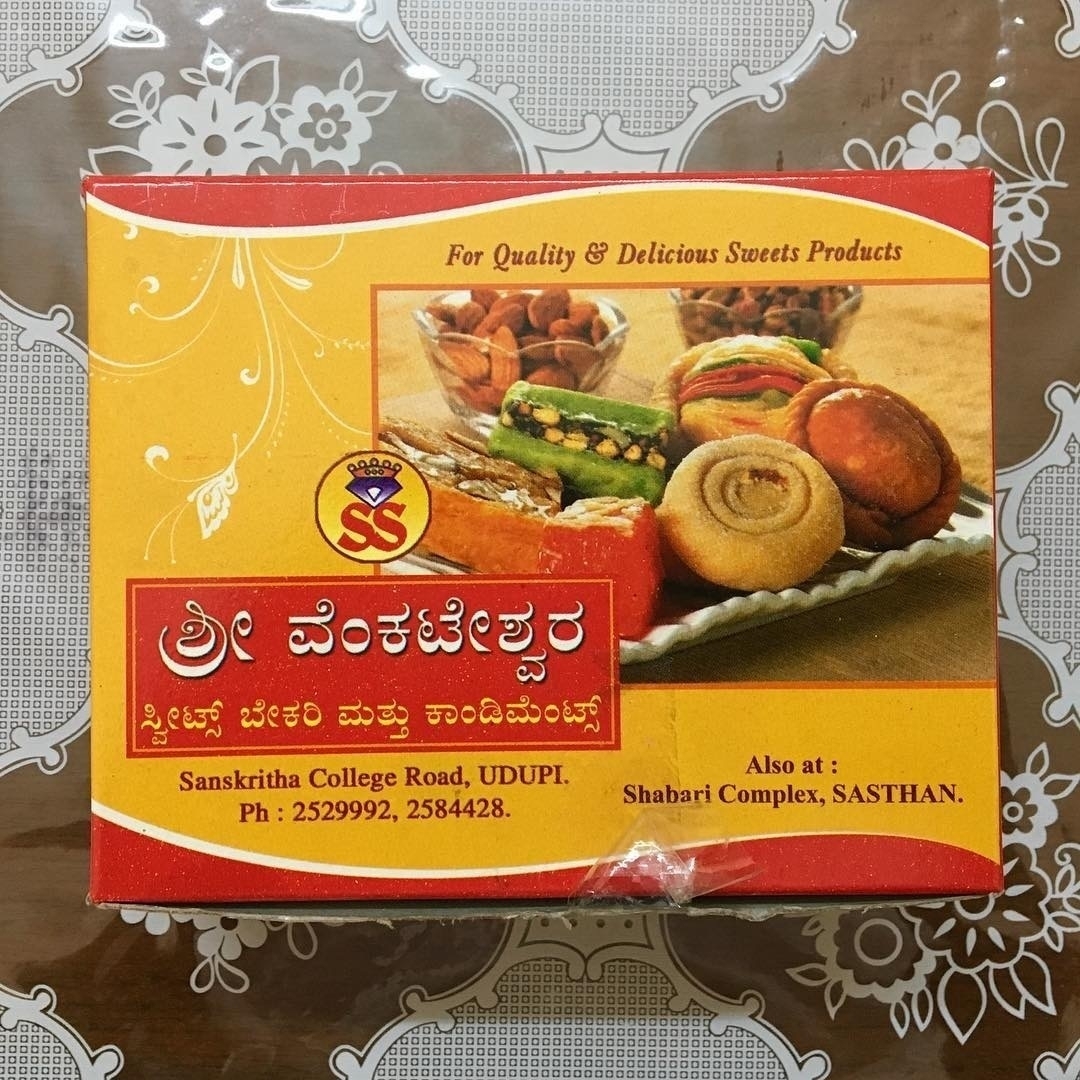 For Quality & Delicious Sweets Products
SS
ಶ್ರೀ ವೆಂಕಟೇಶ್ವರ
ಸ್ವೀಟ್ಸ್ ಬೇಕರಿ ಮತ್ತು ಕಾಂಡಿಮೆಂಟ್ಸ್
Sanskritha College Road, UDUPI.
Ph : 2529992, 2584428.
Also at :
Shabari Complex, SASTHAN.